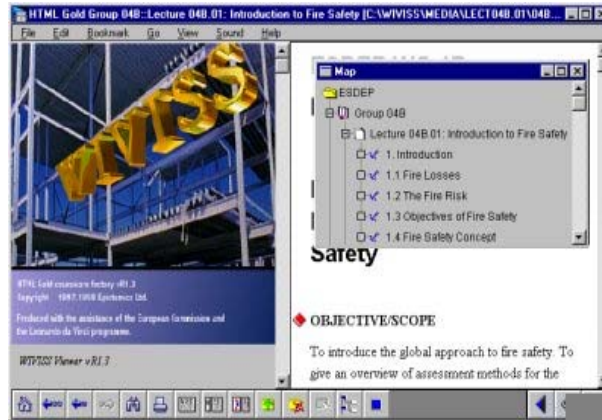 HTML Gold Group 04B::Lecture 04B.01: Introduction to Fire Safety [C:\WIVISS\MEDIA\LECT04B.01\04B...
File Edit Bookmark Go View Sound Help
WIVISS
HTML Gold courseware factory vR1.3
Copyright 1997,1998 Epistemics Ltd.
Produced with the assistance of the European Commission and
the Leonardo da Vinci programme.
WIVISS Viewer vR1.3
Map
ESDEP
Group 04B
Lecture 04B.01: Introduction to Fire Safety
1. Introduction
1.1 Fire Losses
1.2 The Fire Risk
1.3 Objectives of Fire Safety
1.4 Fire Safety Concept
Safety
OBJECTIVE/SCOPE
To introduce the global approach to fire safety. To
give an overview of assessment methods for the